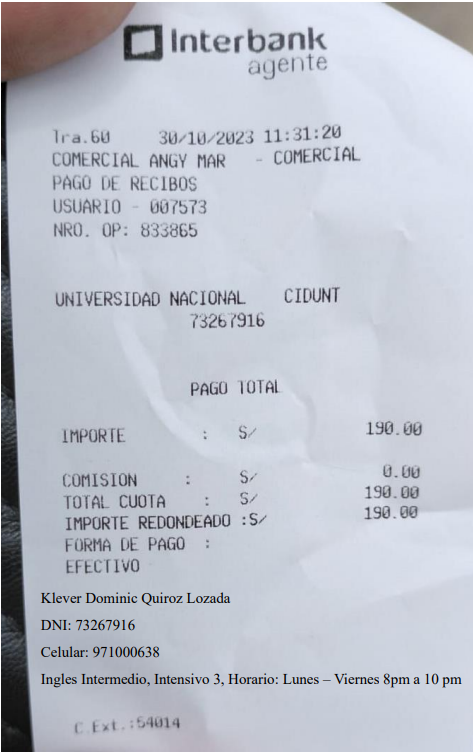 Interbank
agente
Tra.60 30/10/2023 11:31:20
COMERCIAL ANGY MAR - COMERCIAL
PAGO DE RECIBOS
USUARIO - 007573
NRO. OP: 833865
UNIVERSIDAD NACIONAL CIDUNT
73267916
PAGO TOTAL
IMPORTE : S/ 190.00
COMISION : S/ 0.00
TOTAL CUOTA : S/ 190.00
IMPORTE REDONDEADO :S/ 190.00
FORMA DE PAGO :
EFECTIVO
Klever Dominic Quiroz Lozada
DNI: 73267916
Celular: 971000638
Ingles Intermedio, Intensivo 3, Horario: Lunes – Viernes 8pm a 10 pm
C.Ext.:54014